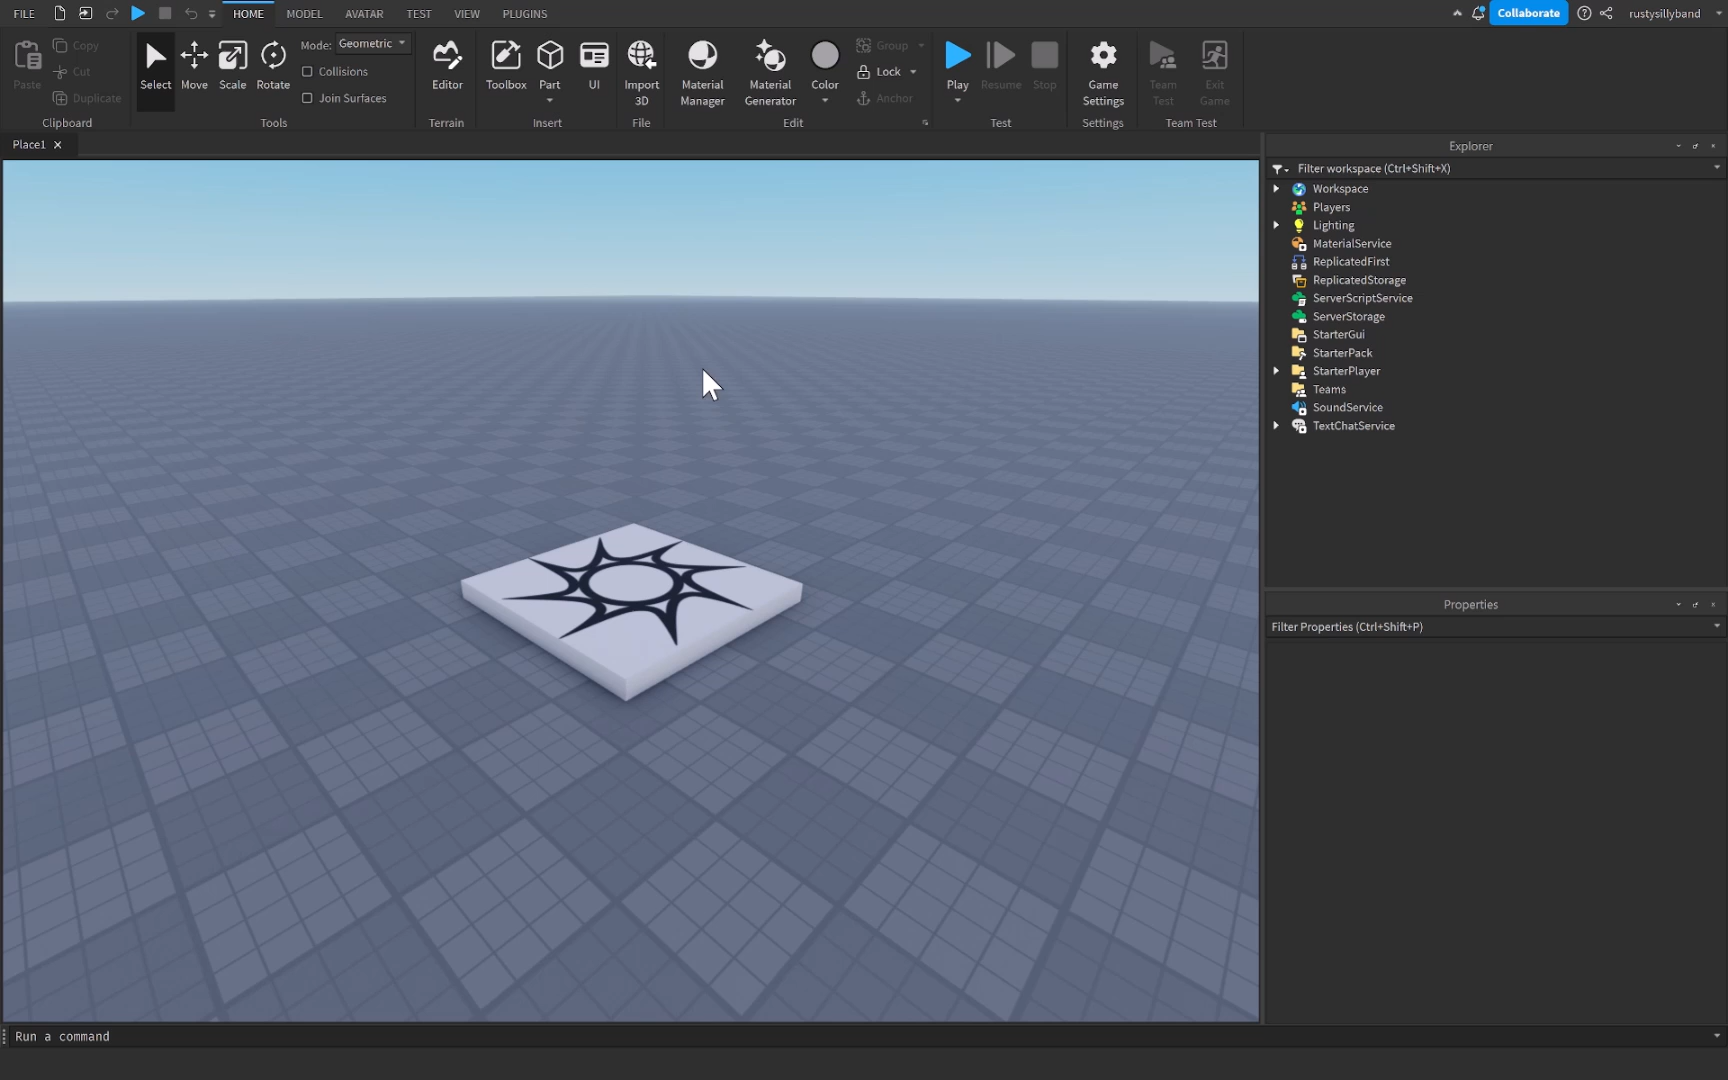 FILE HOME MODEL AVATAR TEST VIEW PLUGINS Collaborate rustysillyband
Paste Copy Cut Duplicate Clipboard
Select Move Scale Rotate Mode: Geometric Collisions Join Surfaces Tools
Editor Terrain
Toolbox Part UI Insert
Import 3D File
Material Manager Material Generator Color Group Lock Anchor Edit
Play Resume Stop Test
Game Settings Settings
Team Test Exit Game Team Test
Place1
Explorer
Filter workspace (Ctrl+Shift+X)
Workspace
Players
Lighting
MaterialService
ReplicatedFirst
ReplicatedStorage
ServerScriptService
ServerStorage
StarterGui
StarterPack
StarterPlayer
Teams
SoundService
TextChatService
Properties
Filter Properties (Ctrl+Shift+P)
Run a command